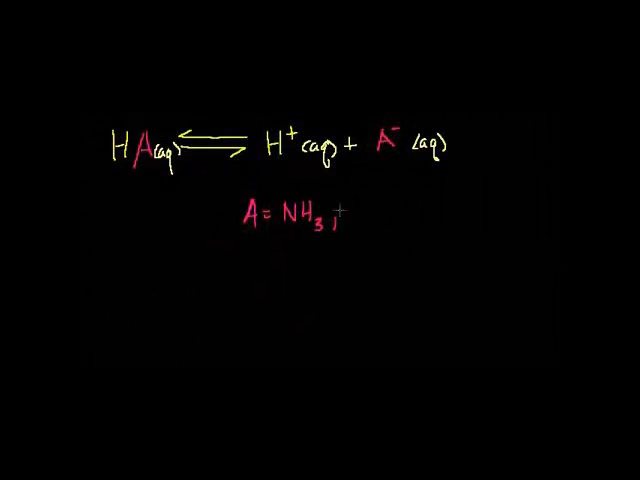 HA(aq) ⇌ H⁺(aq) + A⁻(aq)
A = NH₃,